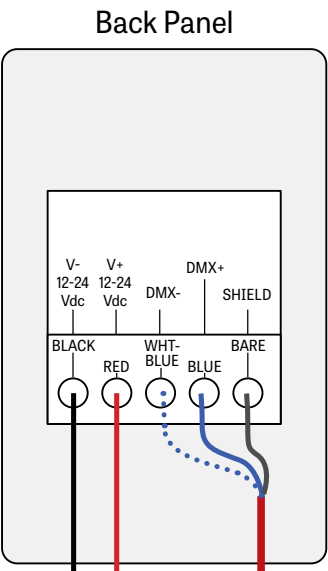 Back Panel
V-
12-24
Vdc
V+
12-24
Vdc
DMX-
DMX+
SHIELD
BLACK
RED
WHT-
BLUE
BLUE
BARE